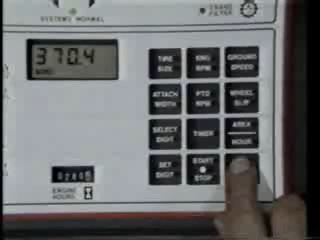 SYSTEMS NORMAL
TRANS
FILTER
370.4
TIRE
SIZE
ENG
RPM
GROUND
SPEED
ATTACH
WIDTH
PTO
RPM
WHEEL
SLIP
SELECT
DIGIT
TIMER
AREA
HOUR
SET
DIGIT
START
STOP
ENGINE
HOURS